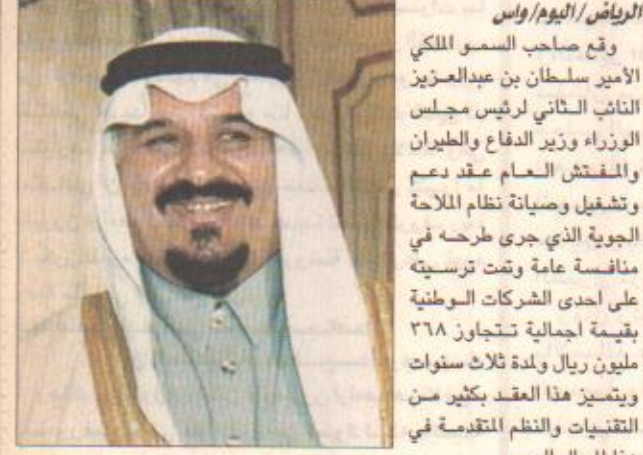 الرياض/اليوم/واس
وقع صاحب السمو الملكي
الأمير سلطان بن عبدالعزيز
النائب الثاني لرئيس مجلس
الوزراء وزير الدفاع والطيران
والمفتش العام عقد دعم
وتشغيل وصيانة نظام الملاحة
الجوية الذي جرى طرحه في
منافسة عامة وتمت ترسيته
على احدى الشركات الوطنية
بقيمة اجمالية تتجاوز ٣٦٨
مليون ريال ولمدة ثلاث سنوات
ويتميز هذا العقد بكثير من
التقنيات والنظم المتقدمة في